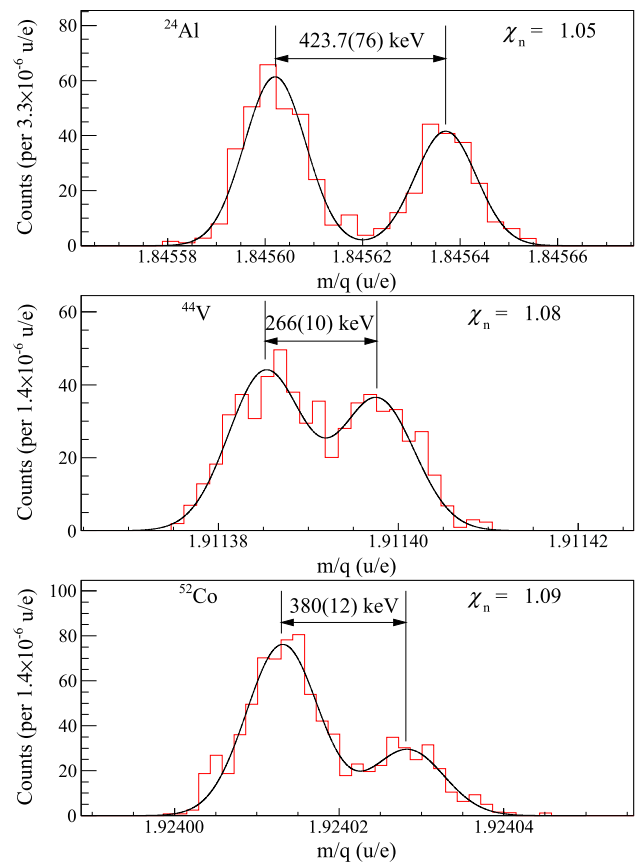 80
60
40
20
0
Counts (per 3.3×10⁻⁶ u/e)
²⁴Al
423.7(76) keV
χₙ = 1.05
1.84558 1.84560 1.84562 1.84564 1.84566
m/q (u/e)
60
40
20
0
Counts (per 1.4×10⁻⁶ u/e)
⁴⁴V
266(10) keV
χₙ = 1.08
1.91138 1.91140 1.91142
m/q (u/e)
100
80
60
40
20
0
Counts (per 1.4×10⁻⁶ u/e)
⁵²Co
380(12) keV
χₙ = 1.09
1.92400 1.92402 1.92404
m/q (u/e)